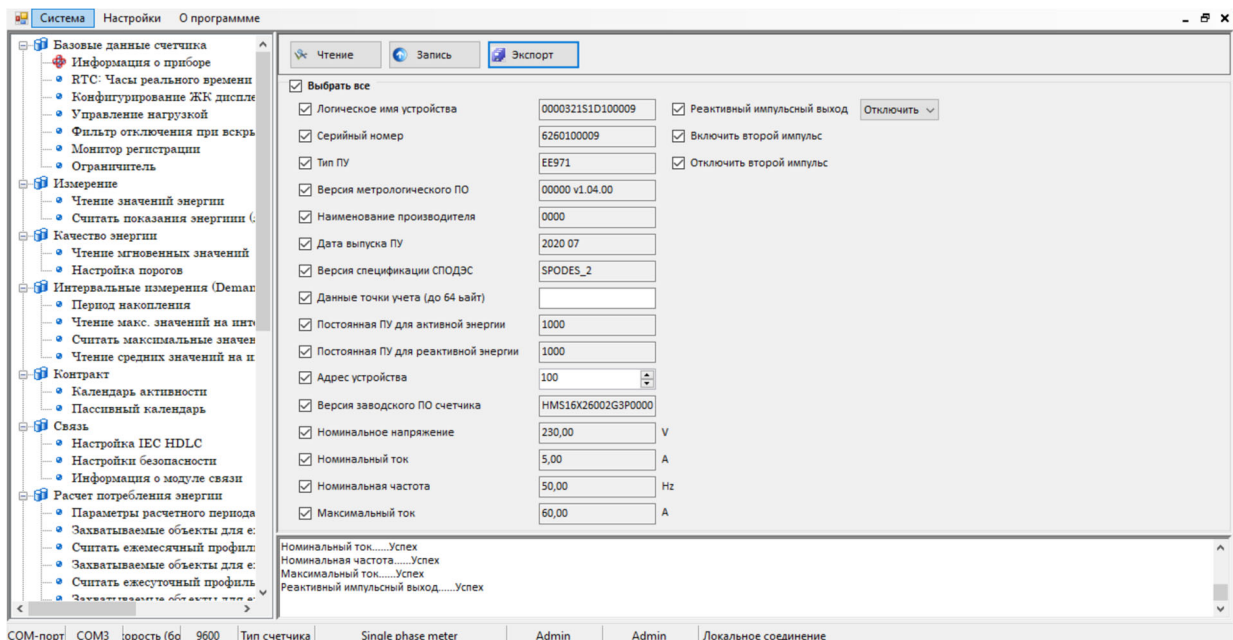 Система Настройки О программме
Базовые данные счетчика
Информация о приборе
RTC: Часы реального времени
Конфигурирование ЖК диспле
Управление нагрузкой
Фильтр отключения при вскры
Монитор регистрации
Ограничитель
Измерение
Чтение значений энергии
Считать показания энергиии (
Качество энергии
Чтение мгновенных значений
Настройка порогов
Интервальные измерения (Deman
Период накопления
Чтение макс. значений на инт
Считать максимальные значен
Чтение средних значений на и
Контракт
Календарь активности
Пассивный календарь
Связь
Настройка IEC HDLC
Настройки безопасности
Информация о модуле связи
Расчет потребления энергии
Параметры расчетного периода
Захватываемые объекты для е
Считать ежемесячный профил
Захватываемые объекты для е
Считать ежесуточный профиль
Захватываемые объекты для е
Чтение Запись Экспорт
Выбрать все
Логическое имя устройства 0000321S1D100009 Реактивный импульсный выход Отключить
Серийный номер 6260100009 Включить второй импульс
Тип ПУ EE971 Отключить второй импульс
Версия метрологического ПО 00000 v1.04.00
Наименование производителя 0000
Дата выпуска ПУ 2020 07
Версия спецификации СПОДЭС SPODES_2
Данные точки учета (до 64 ьайт)
Постоянная ПУ для активной энергии 1000
Постоянная ПУ для реактивной энергии 1000
Адрес устройства 100
Версия заводского ПО счетчика HMS16X26002G3P0000
Номинальное напряжение 230,00 V
Номинальный ток 5,00 A
Номинальная частота 50,00 Hz
Максимальный ток 60,00 A
Номинальный ток......Успех
Номинальная частота......Успех
Максимальный ток......Успех
Реактивный импульсный выход......Успех
COM-порт COM3 корость (бо 9600 Тип счетчика Single phase meter Admin Admin Локальное соединение